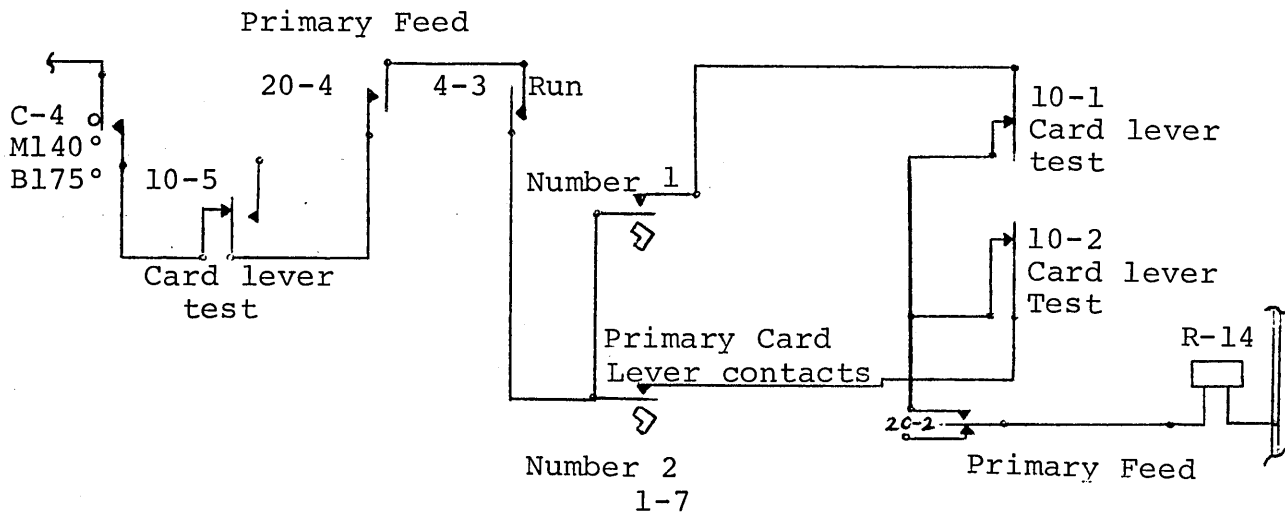 Primary Feed
20-4
4-3
Run
C-4
M140°
B175°
10-5
Card lever
test
Number 1
10-1
Card lever
test
10-2
Card lever
Test
Primary Card
Lever contacts
R-14
2C-2
Primary Feed
Number 2
1-7